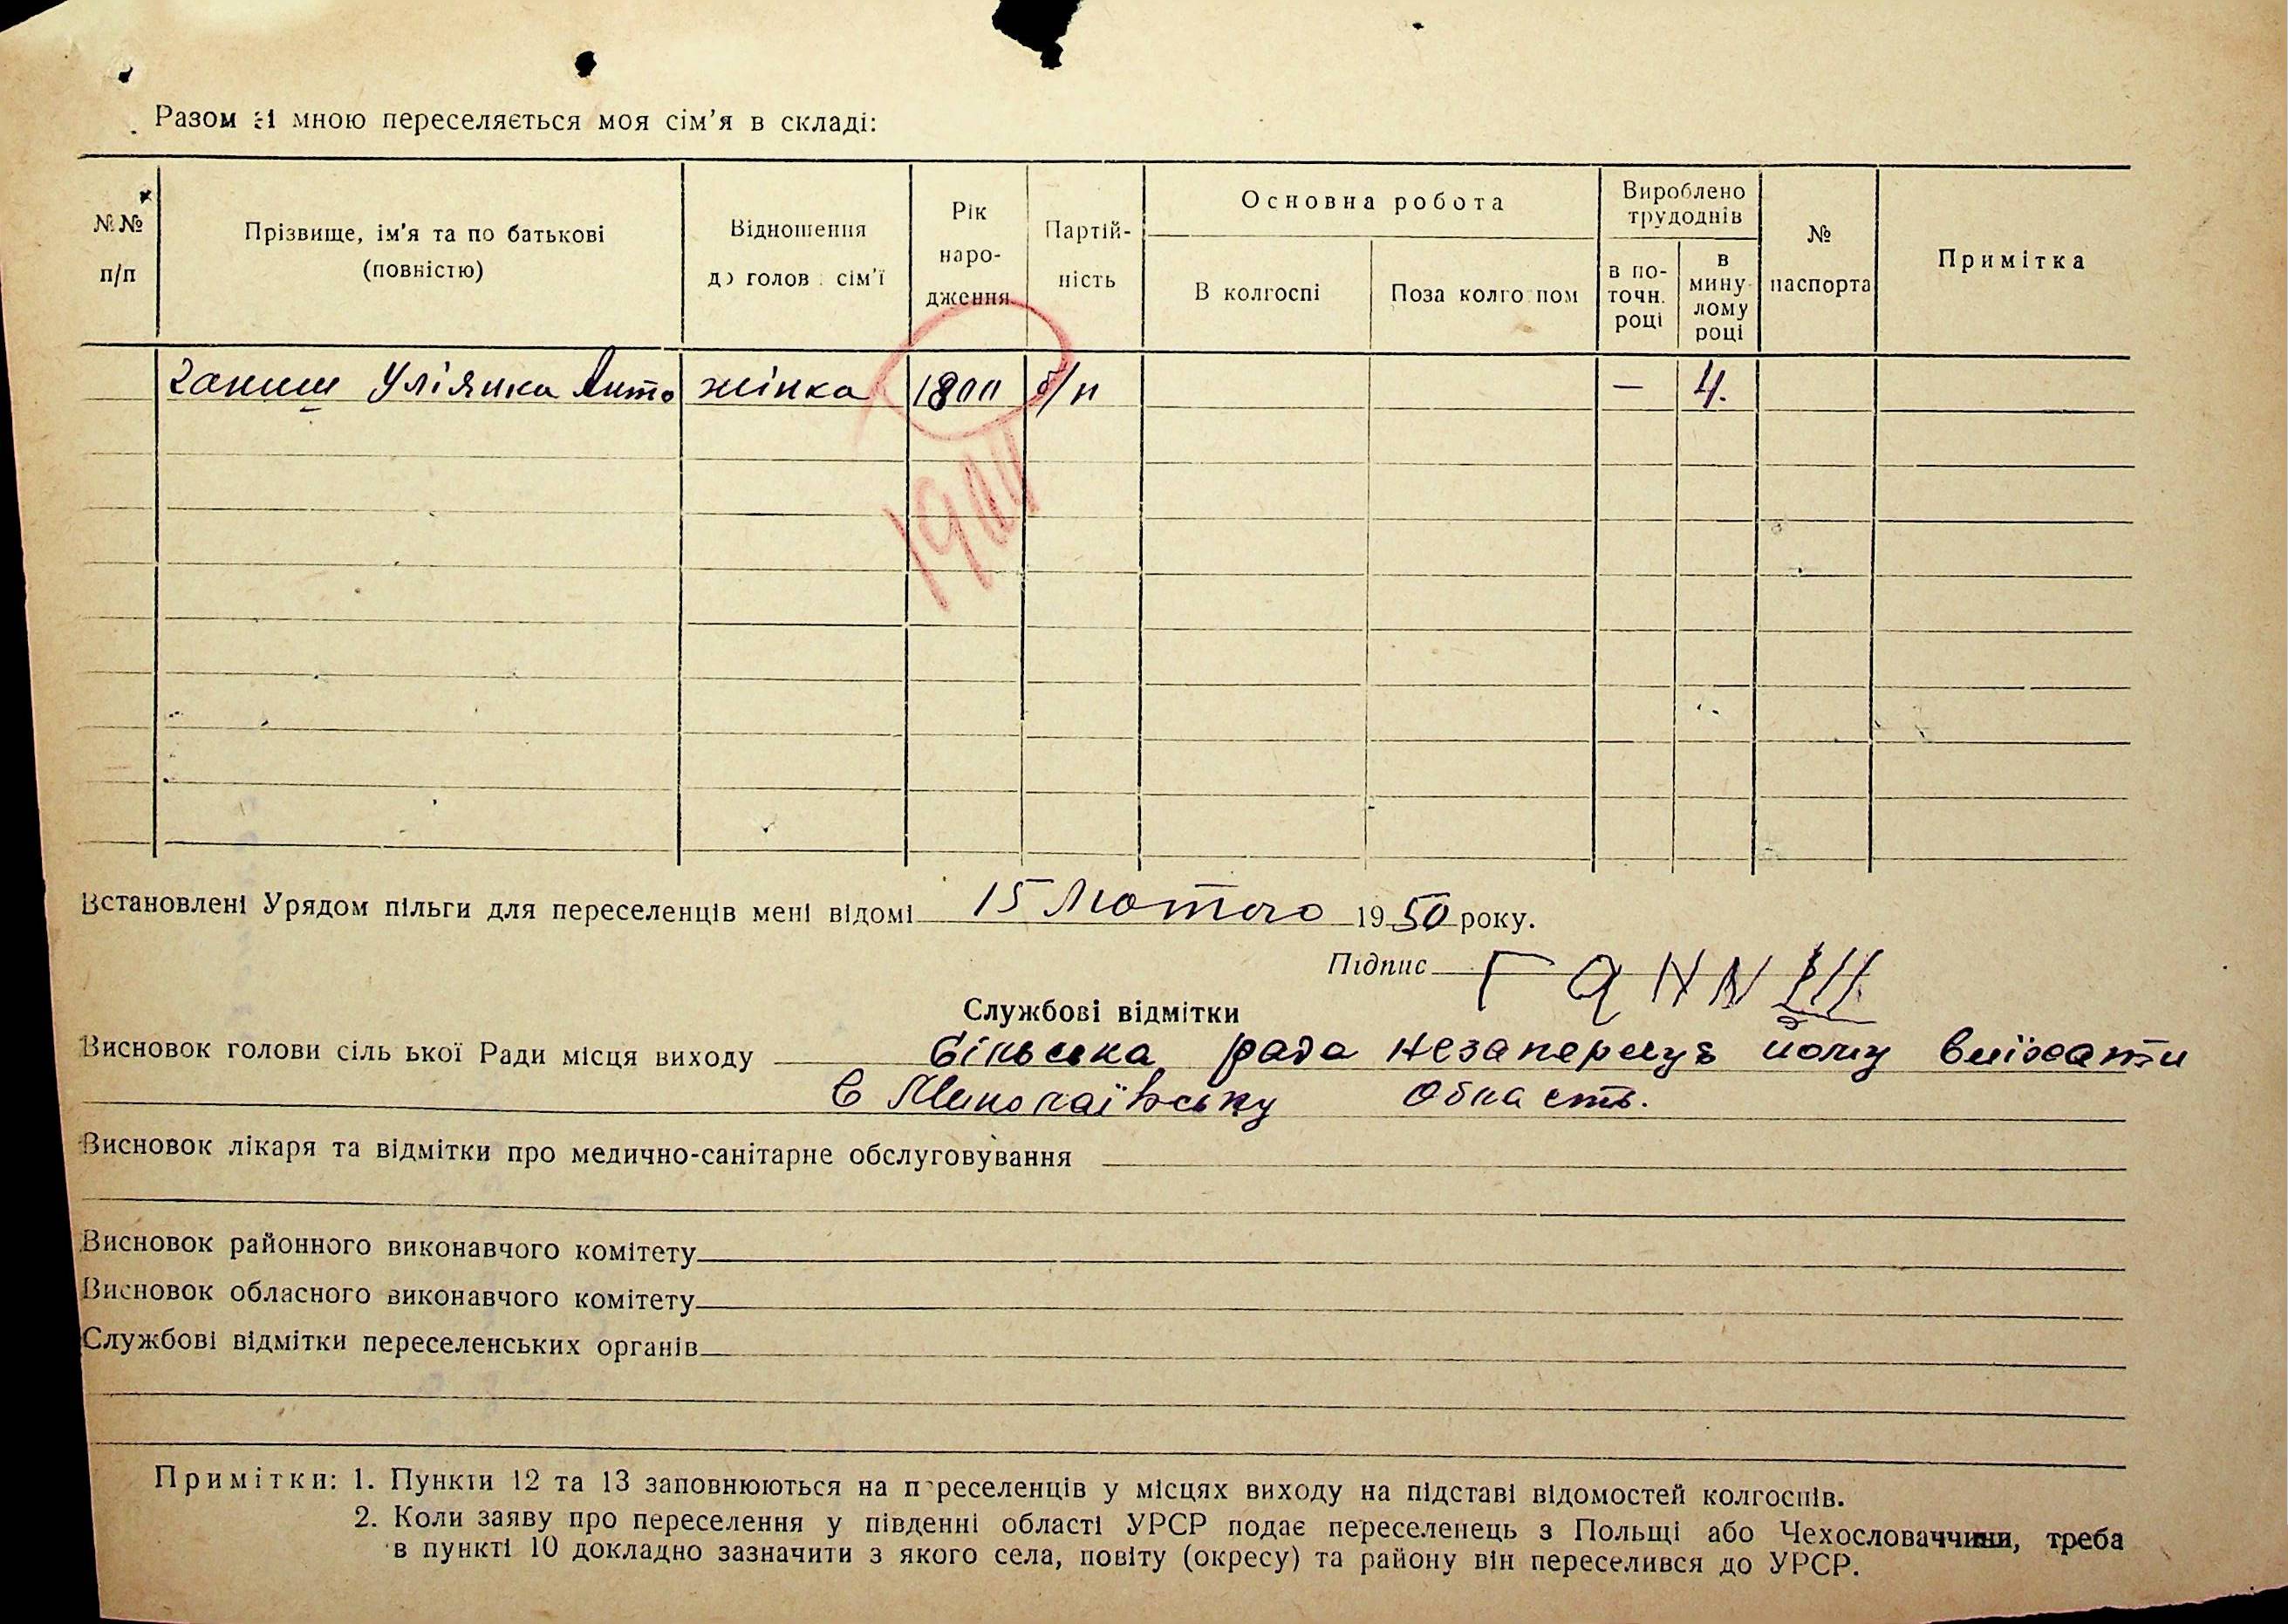 Разом зі мною переселяється моя сім'я в складі:
№№ п/п
Прізвище, ім'я та по батькові (повністю)
Відношення до голови сім'ї
Рік народження
Партійність
Основна робота
В колгоспі
Поза колгоспом
Вироблено трудоднів
в поточн. році
в минулому році
№ паспорта
Примітка
Ганиш Уліянка Анто жінка б/п — 4.
Встановлені Урядом пільги для переселенців мені відомі 15 Лютого 1950 року.
Підпис
Службові відмітки
Висновок голови сільської Ради місця виходу Сільська рада незаперечує йому виїхати
в Миколаївську область.
Висновок лікаря та відмітки про медично-санітарне обслуговування
Висновок районного виконавчого комітету
Висновок обласного виконавчого комітету
Службові відмітки переселенських органів
Примітки: 1. Пункти 12 та 13 заповнюються на переселенців у місцях виходу на підставі відомостей колгоспів.
2. Коли заяву про переселення у південні області УРСР подає переселенець з Польщі або Чехословаччини, треба
в пункті 10 докладно зазначити з якого села, повіту (окресу) та району він переселився до УРСР.